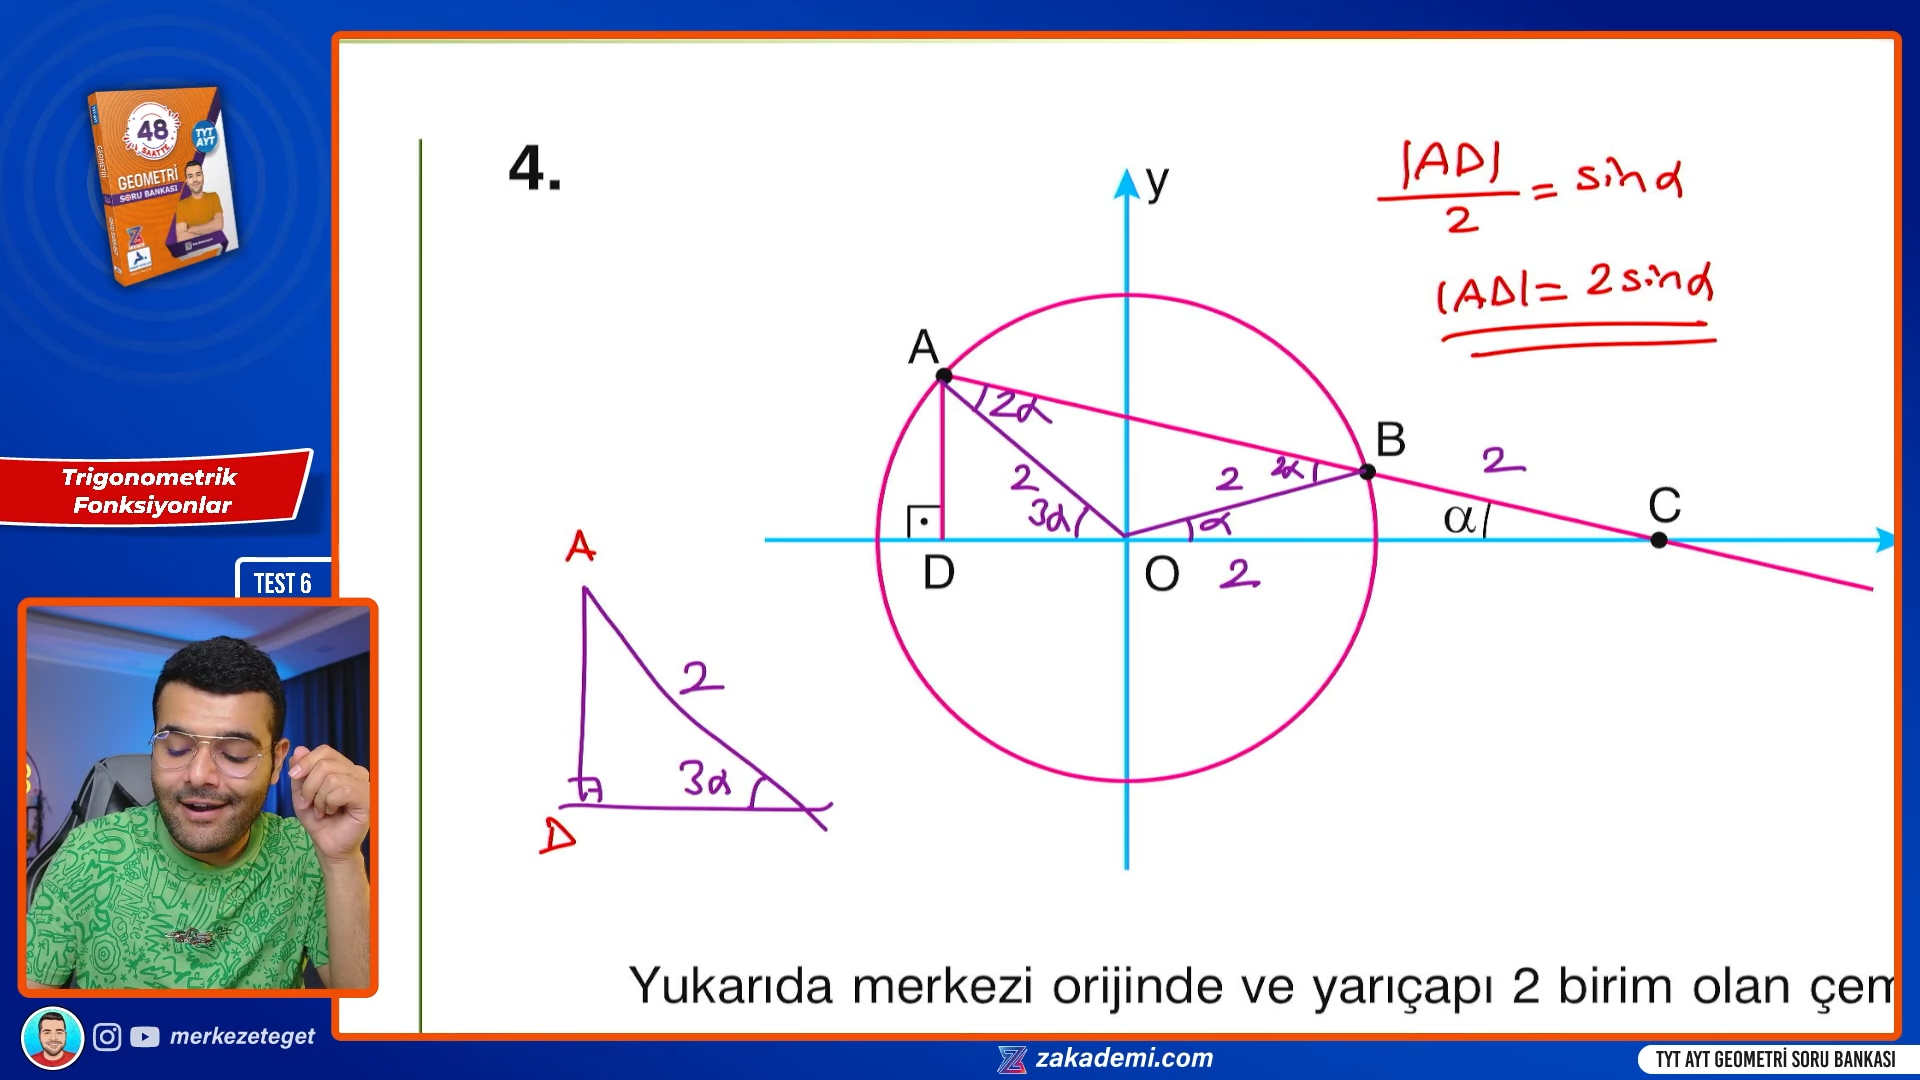 48
SAATTE
TYT
AYT
GEOMETRİ
SORU BANKASI
Trigonometrik
Fonksiyonlar
TEST 6
merkezeteget
4.
y
|AD|
2
= sinα
|AD| = 2sinα
A
2α
B
2
2
2α
2
3α
α
α
C
D
O
2
A
2
3α
D
Yukarıda merkezi orijinde ve yarıçapı 2 birim olan çem
zakademi.com
TYT AYT GEOMETRİ SORU BANKASI